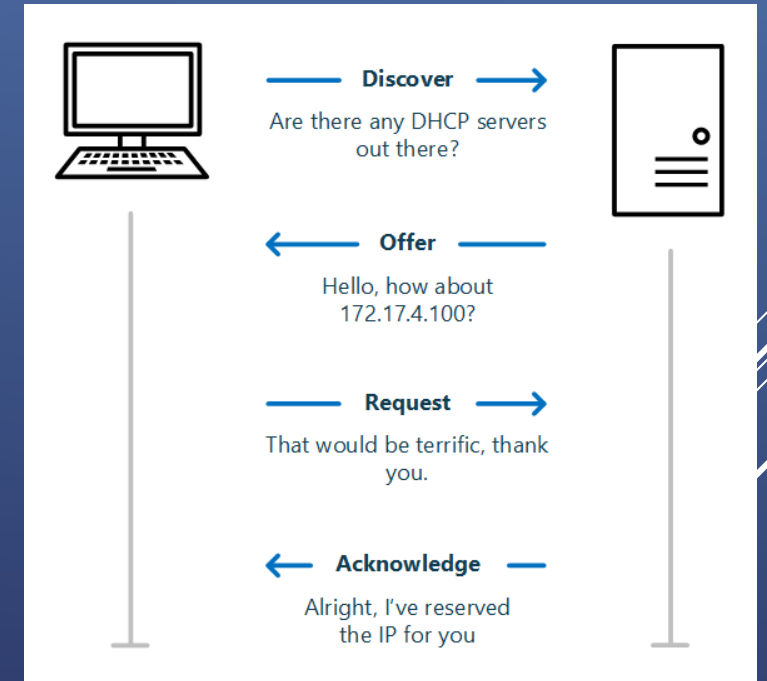 Discover
Are there any DHCP servers
out there?
Offer
Hello, how about
172.17.4.100?
Request
That would be terrific, thank
you.
Acknowledge
Alright, I’ve reserved
the IP for you